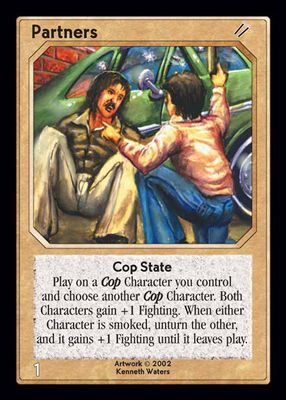 Partners
Cop State
Play on a Cop Character you control
and choose another Cop Character. Both
Characters gain +1 Fighting. When either
Character is smoked, unturn the other,
and it gains +1 Fighting until it leaves play.
Artwork © 2002
Kenneth Waters
1